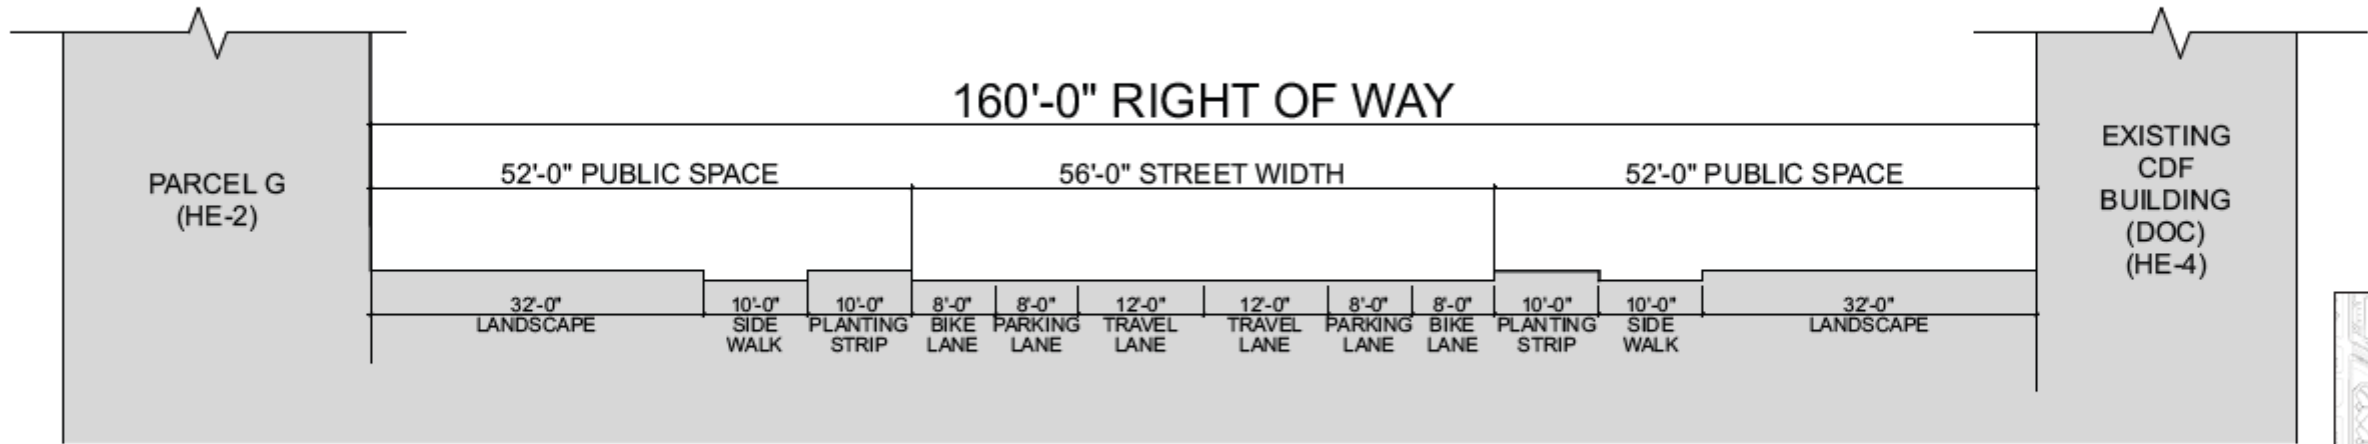 160'-0" RIGHT OF WAY
52'-0" PUBLIC SPACE
56'-0" STREET WIDTH
52'-0" PUBLIC SPACE
PARCEL G
(HE-2)
EXISTING
CDF
BUILDING
(DOC)
(HE-4)
32'-0"
LANDSCAPE
10'-0"
SIDE
WALK
10'-0"
PLANTING
STRIP
8'-0"
BIKE
LANE
8'-0"
PARKING
LANE
12'-0"
TRAVEL
LANE
12'-0"
TRAVEL
LANE
8'-0"
PARKING
LANE
8'-0"
BIKE
LANE
10'-0"
PLANTING
STRIP
10'-0"
SIDE
WALK
32'-0"
LANDSCAPE